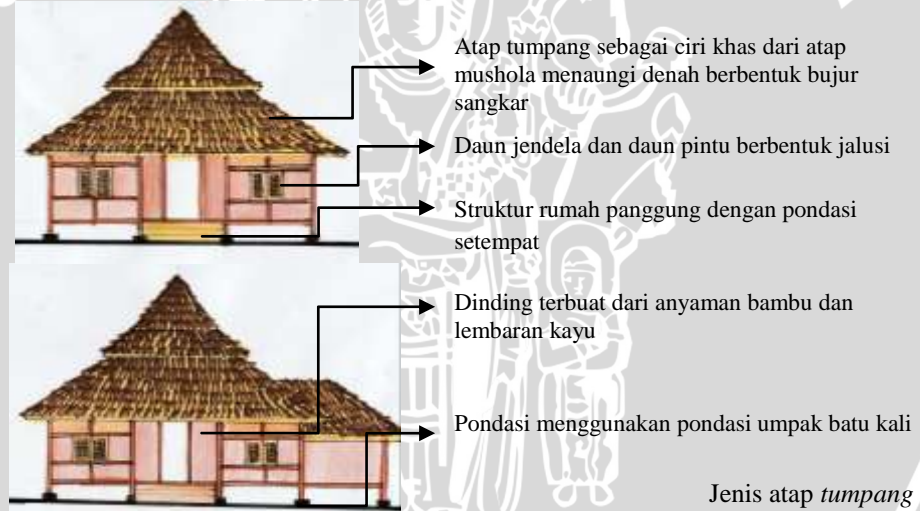 Atap tumpang sebagai ciri khas dari atap
mushola menaungi denah berbentuk bujur
sangkar
Daun jendela dan daun pintu berbentuk jalusi
Struktur rumah panggung dengan pondasi
setempat
Dinding terbuat dari anyaman bambu dan
lembaran kayu
Pondasi menggunakan pondasi umpak batu kali
Jenis atap tumpang